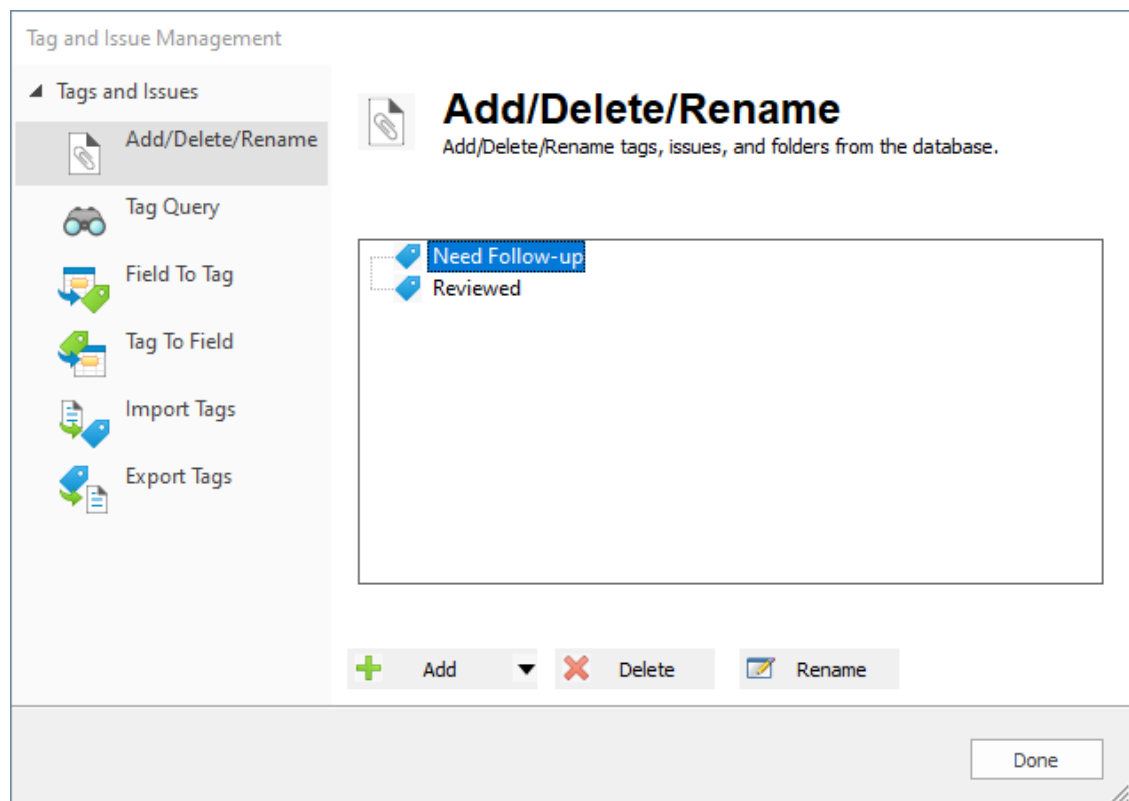 Tag and Issue Management
Tags and Issues
Add/Delete/Rename
Tag Query
Field To Tag
Tag To Field
Import Tags
Export Tags
Add/Delete/Rename
Add/Delete/Rename tags, issues, and folders from the database.
Need Follow-up
Reviewed
Add
Delete
Rename
Done